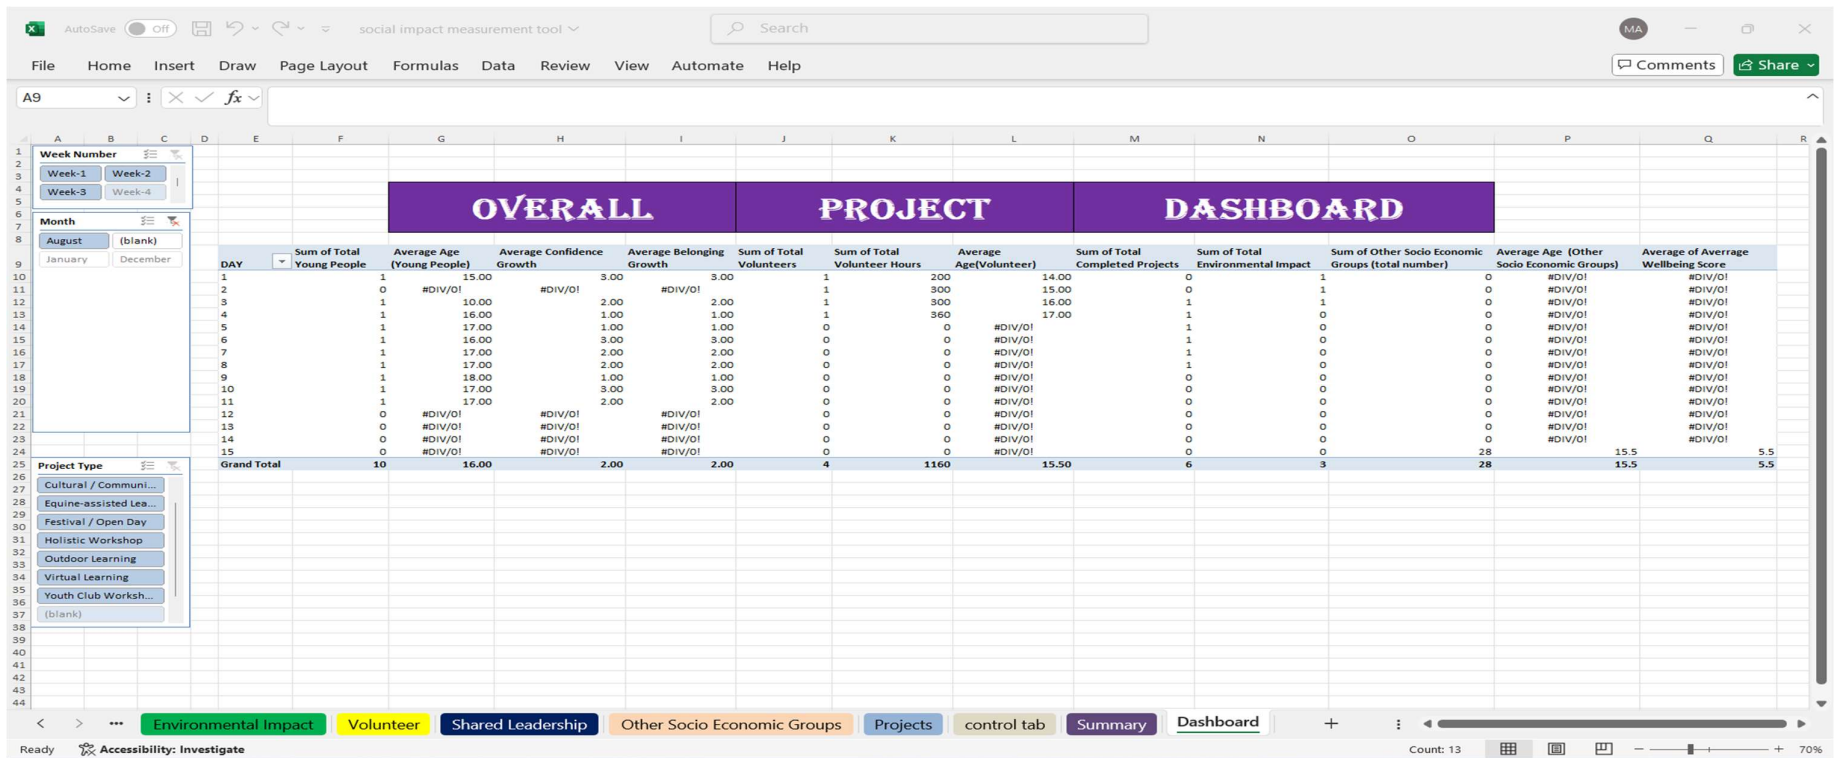 AutoSave Off social impact measurement tool Search MA
File Home Insert Draw Page Layout Formulas Data Review View Automate Help Comments Share
A9 fx
A B C D E F G H I J K L M N O P Q R
Week Number
Week-1 Week-2
Week-3 Week-4
Month
August (blank)
January December
Project Type
Cultural / Communi...
Equine-assisted Lea...
Festival / Open Day
Holistic Workshop
Outdoor Learning
Virtual Learning
Youth Club Worksh...
(blank)
OVERALL PROJECT DASHBOARD
DAY Sum of Total Young People Average Age (Young People) Average Confidence Growth Average Belonging Growth Sum of Total Volunteers Sum of Total Volunteer Hours Average Age(Volunteer) Sum of Total Completed Projects Sum of Total Environmental Impact Sum of Other Socio Economic Groups (total number) Average Age (Other Socio Economic Groups) Average of Averrage Wellbeing Score
10 1 1 15.00 3.00 3.00 1 200 14.00 0 1 0 #DIV/0! #DIV/0!
11 2 0 #DIV/0! #DIV/0! #DIV/0! 1 300 15.00 0 1 0 #DIV/0! #DIV/0!
12 3 1 10.00 2.00 2.00 1 300 16.00 1 1 0 #DIV/0! #DIV/0!
13 4 1 16.00 1.00 1.00 1 360 17.00 1 0 0 #DIV/0! #DIV/0!
14 5 1 17.00 1.00 1.00 0 0 #DIV/0! 1 0 0 #DIV/0! #DIV/0!
15 6 1 16.00 3.00 3.00 0 0 #DIV/0! 1 0 0 #DIV/0! #DIV/0!
16 7 1 17.00 2.00 2.00 0 0 #DIV/0! 1 0 0 #DIV/0! #DIV/0!
17 8 1 17.00 2.00 2.00 0 0 #DIV/0! 1 0 0 #DIV/0! #DIV/0!
18 9 1 18.00 1.00 1.00 0 0 #DIV/0! 0 0 0 #DIV/0! #DIV/0!
19 10 1 17.00 3.00 3.00 0 0 #DIV/0! 0 0 0 #DIV/0! #DIV/0!
20 11 1 17.00 2.00 2.00 0 0 #DIV/0! 0 0 0 #DIV/0! #DIV/0!
21 12 0 #DIV/0! #DIV/0! #DIV/0! 0 0 #DIV/0! 0 0 0 #DIV/0! #DIV/0!
22 13 0 #DIV/0! #DIV/0! #DIV/0! 0 0 #DIV/0! 0 0 0 #DIV/0! #DIV/0!
23 14 0 #DIV/0! #DIV/0! #DIV/0! 0 0 #DIV/0! 0 0 0 #DIV/0! #DIV/0!
24 15 0 #DIV/0! #DIV/0! #DIV/0! 0 0 #DIV/0! 0 0 28 15.5 5.5
25 Grand Total 10 16.00 2.00 2.00 4 1160 15.50 6 3 28 15.5 5.5
Environmental Impact Volunteer Shared Leadership Other Socio Economic Groups Projects control tab Summary Dashboard
Ready Accessibility: Investigate Count: 13 70%